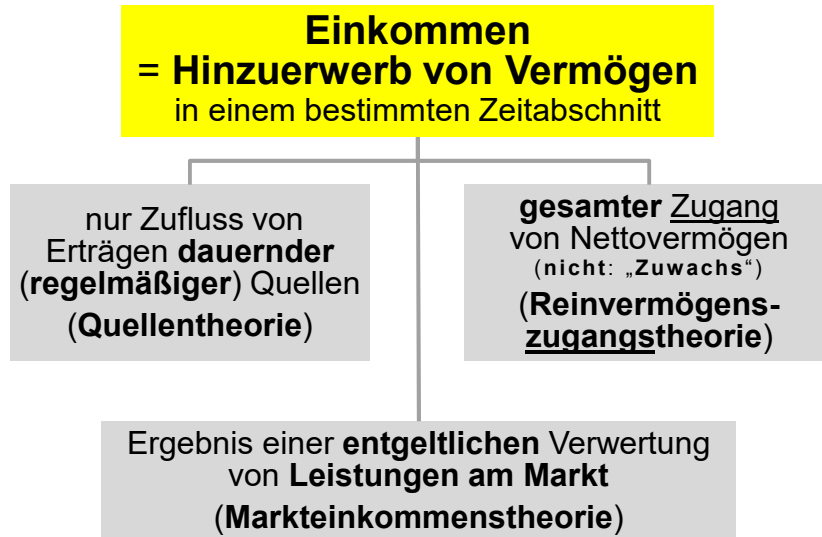 Einkommen
= Hinzuerwerb von Vermögen
in einem bestimmten Zeitabschnitt
nur Zufluss von
Erträgen dauernder
(regelmäßiger) Quellen
(Quellentheorie)
gesamter Zugang
von Nettovermögen
(nicht: „Zuwachs“)
(Reinvermögens-
zugangstheorie)
Ergebnis einer entgeltlichen Verwertung
von Leistungen am Markt
(Markteinkommenstheorie)